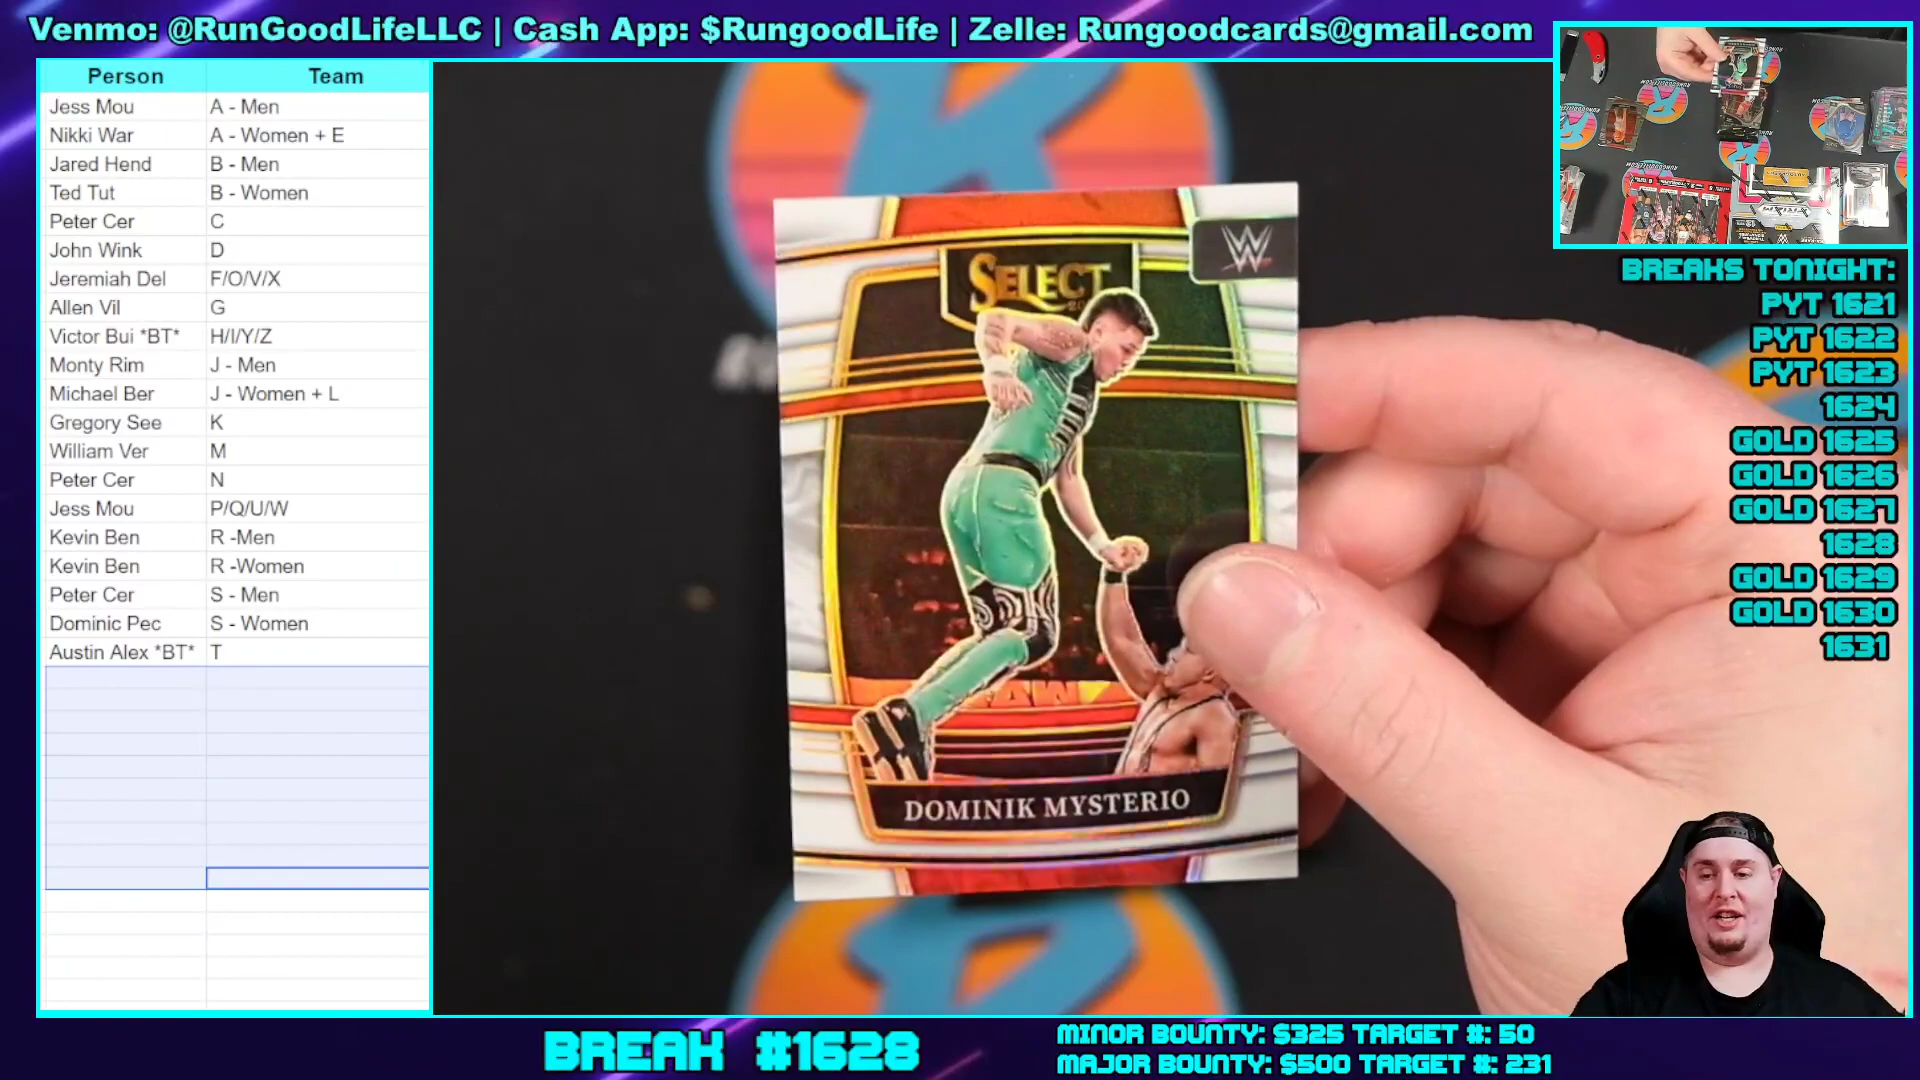 Venmo: @RunGoodLifeLLC | Cash App: $RungoodLife | Zelle: Rungoodcards@gmail.com
Person Team
Jess Mou A - Men
Nikki War A - Women + E
Jared Hend B - Men
Ted Tut B - Women
Peter Cer C
John Wink D
Jeremiah Del F/O/V/X
Allen Vil G
Victor Bui *BT* H/I/Y/Z
Monty Rim J - Men
Michael Ber J - Women + L
Gregory See K
William Ver M
Peter Cer N
Jess Mou P/Q/U/W
Kevin Ben R -Men
Kevin Ben R -Women
Peter Cer S - Men
Dominic Pec S - Women
Austin Alex *BT* T
W
SELECT
RAW
DOMINIK MYSTERIO
BREAKS TONIGHT:
PYT 1621
PYT 1622
PYT 1623
1624
GOLD 1625
GOLD 1626
GOLD 1627
1628
GOLD 1629
GOLD 1630
1631
BREAK #1628
MINOR BOUNTY: $325 TARGET #: 50
MAJOR BOUNTY: $500 TARGET #: 231